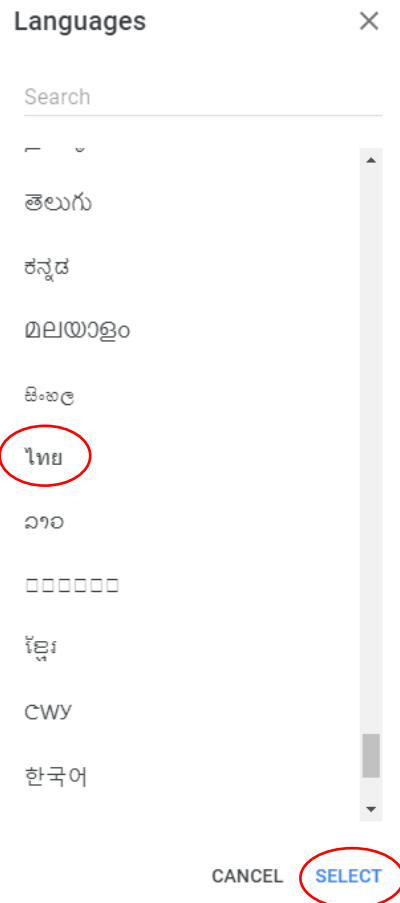 Languages
Search
తెలుగు
ಕನ್ನಡ
മലയാളം
සිංහල
ไทย
ລາວ
ខ្មែរ
ᏣᎳᎩ
한국어
CANCEL SELECT